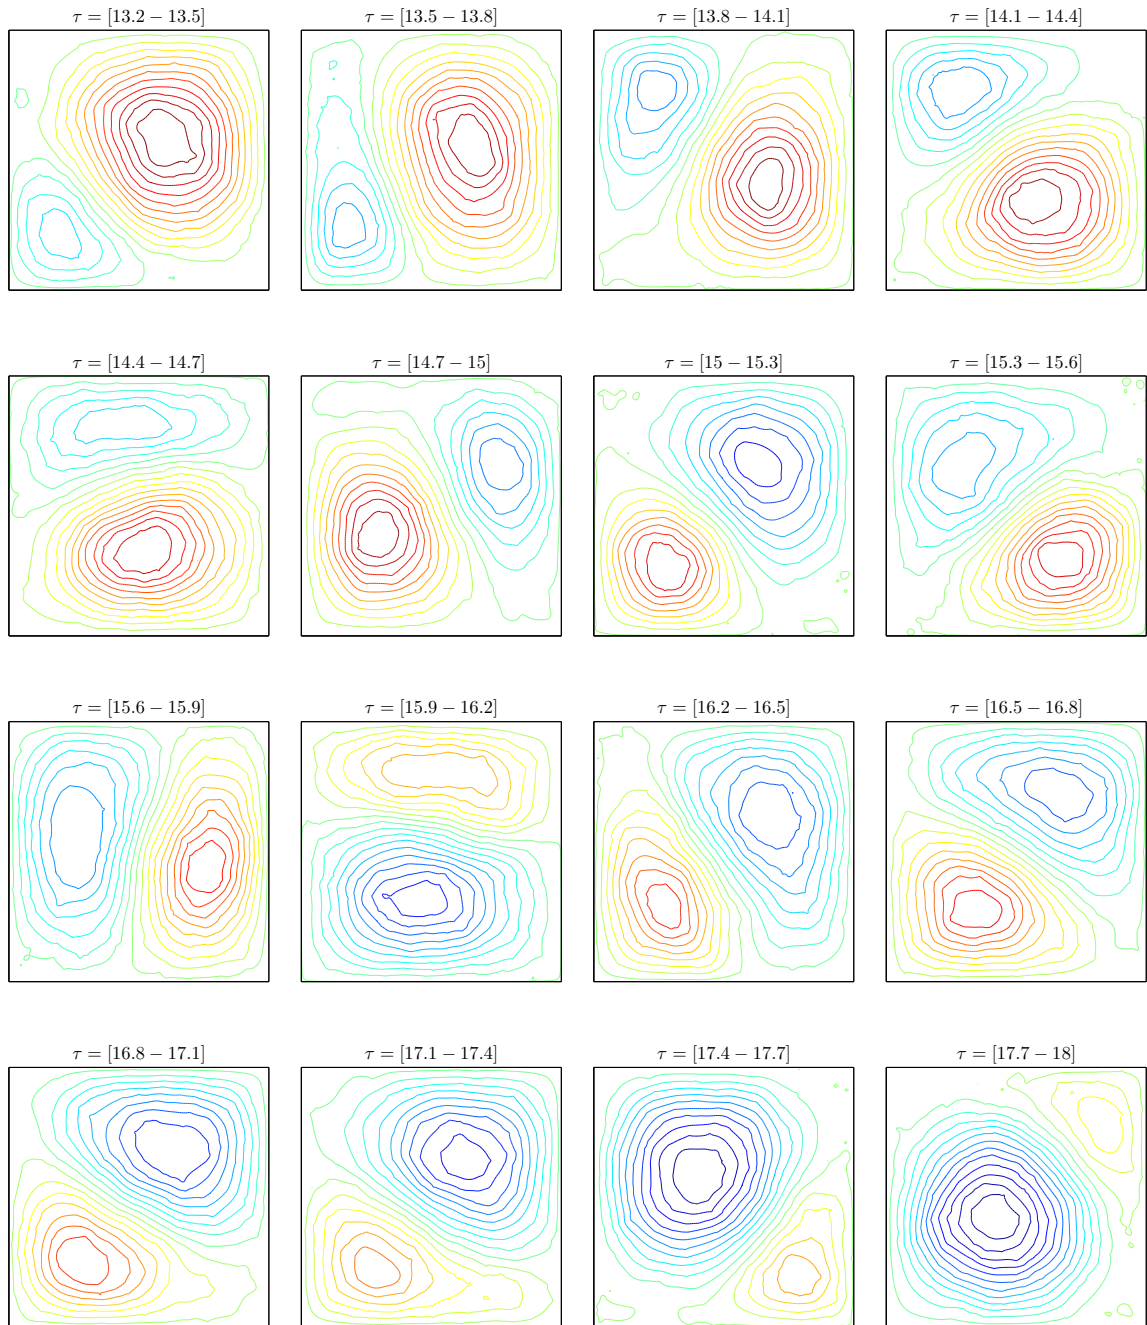 τ = [13.2 − 13.5]
τ = [13.5 − 13.8]
τ = [13.8 − 14.1]
τ = [14.1 − 14.4]
τ = [14.4 − 14.7]
τ = [14.7 − 15]
τ = [15 − 15.3]
τ = [15.3 − 15.6]
τ = [15.6 − 15.9]
τ = [15.9 − 16.2]
τ = [16.2 − 16.5]
τ = [16.5 − 16.8]
τ = [16.8 − 17.1]
τ = [17.1 − 17.4]
τ = [17.4 − 17.7]
τ = [17.7 − 18]